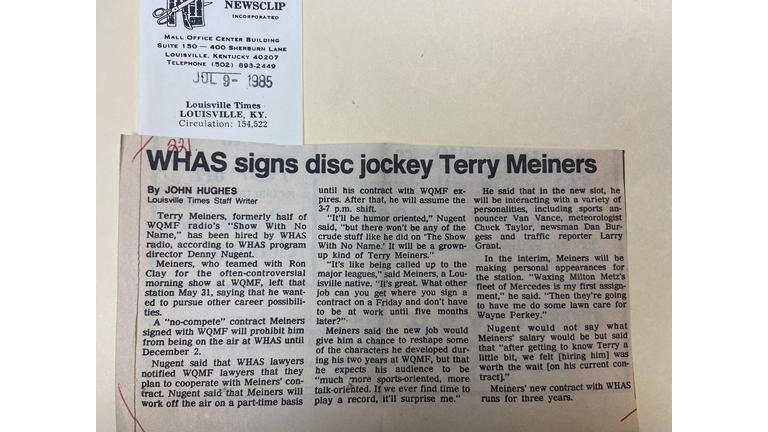 NEWSCLIP
INCORPORATED
MALL OFFICE CENTER BUILDING
SUITE 150 — 400 SHERBURN LANE
LOUISVILLE, KENTUCKY 40207
TELEPHONE (502) 893-2449
JUL 9- 1985
Louisville Times
LOUISVILLE, KY.
Circulation: 154,522
221
WHAS signs disc jockey Terry Meiners
By JOHN HUGHES
Louisville Times Staff Writer
Terry Meiners, formerly half of
WQMF radio's "Show With No
Name," has been hired by WHAS
radio, according to WHAS program
director Denny Nugent.
Meiners, who teamed with Ron
Clay for the often-controversial
morning show at WQMF, left that
station May 31, saying that he want-
ed to pursue other career possibili-
ties.
A "no-compete" contract Meiners
signed with WQMF will prohibit him
from being on the air at WHAS until
December 2.
Nugent said that WHAS lawyers
notified WQMF lawyers that they
plan to cooperate with Meiners' con-
tract. Nugent said that Meiners will
work off the air on a part-time basis
until his contract with WQMF ex-
pires. After that, he will assume the
3-7 p.m. shift.
"It'll be humor oriented," Nugent
said, "but there won't be any of the
crude stuff like he did on 'The Show
With No Name.' It will be a grown-
up kind of Terry Meiners."
"It's like being called up to the
major leagues," said Meiners, a Lou-
isville native. "It's great. What other
job can you get where you sign a
contract on a Friday and don't have
to be at work until five months
later?"
Meiners said the new job would
give him a chance to reshape some
of the characters he developed dur-
ing his two years at WQMF, but that
he expects his audience to be
"much more sports-oriented, more
talk-oriented. If we ever find time to
play a record, it'll surprise me."
He said that in the new slot, he
will be interacting with a variety of
personalities, including sports an-
nouncer Van Vance, meteorologist
Chuck Taylor, newsman Dan Bur-
gess and traffic reporter Larry
Grant.
In the interim, Meiners will be
making personal appearances for
the station. "Waxing Milton Metz's
fleet of Mercedes is my first assign-
ment," he said. "Then they're going
to have me do some lawn care for
Wayne Perkey."
Nugent would not say what
Meiners' salary would be but said
that "after getting to know Terry a
little bit, we felt [hiring him] was
worth the wait [on his current con-
tract]."
Meiners' new contract with WHAS
runs for three years.